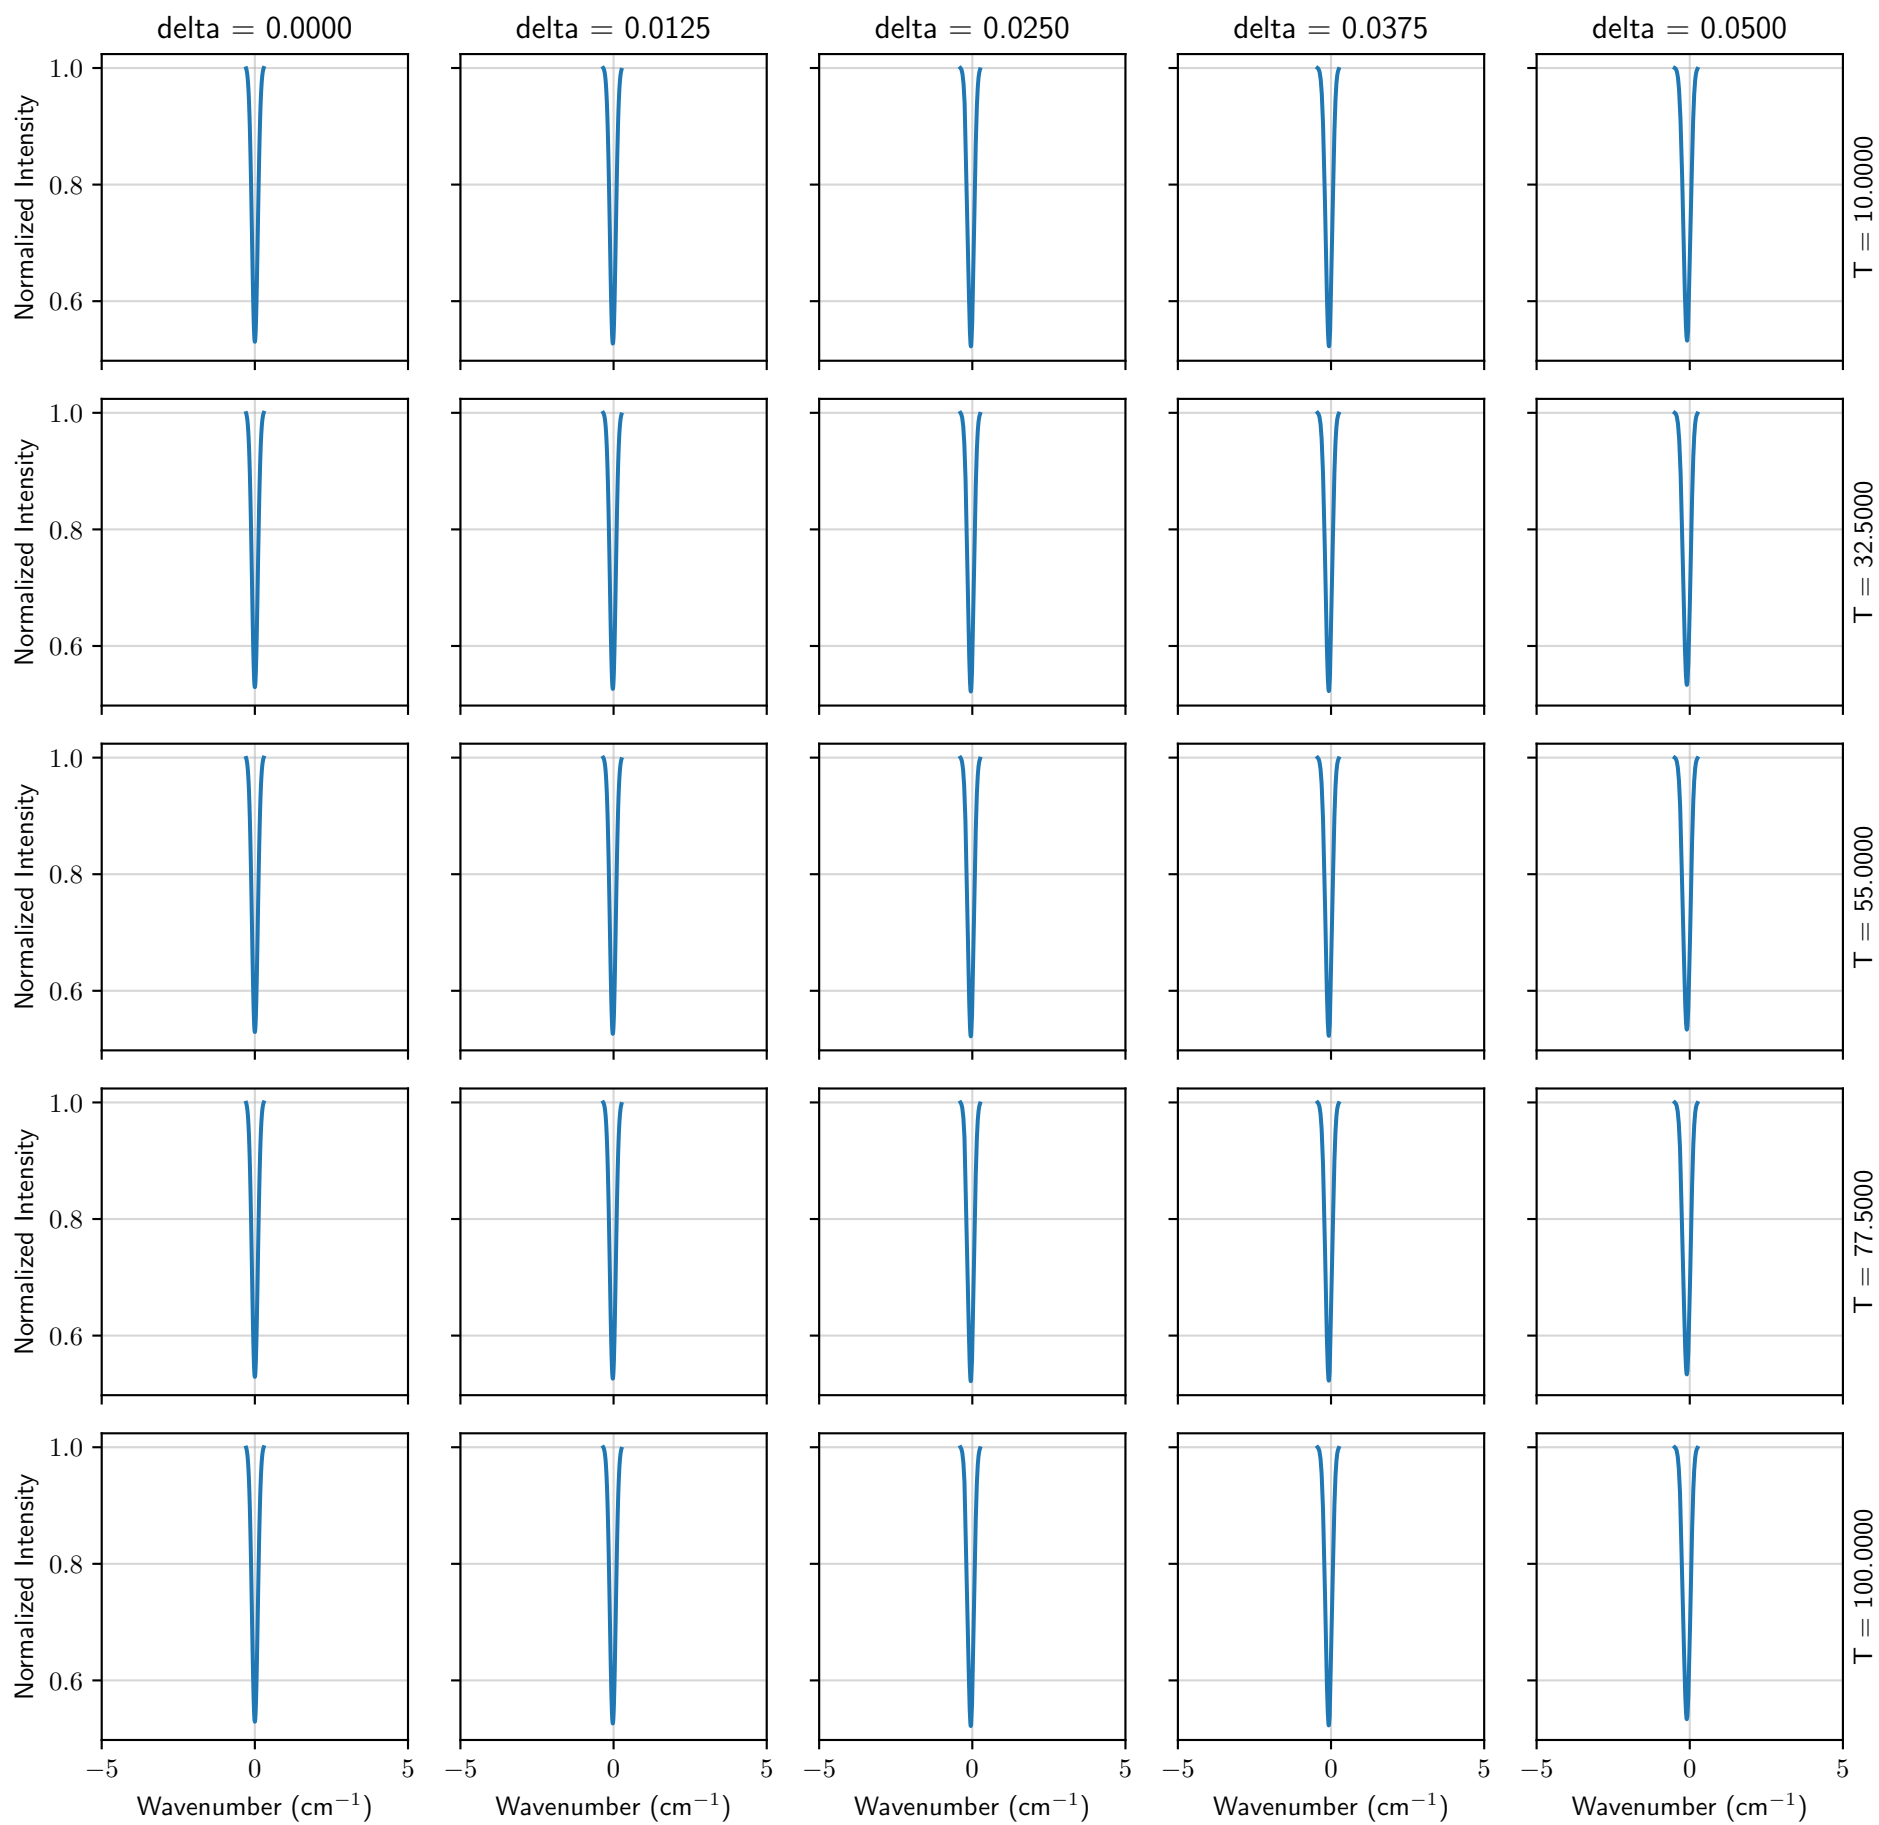 delta = 0.0000 delta = 0.0125 delta = 0.0250 delta = 0.0375 delta = 0.0500
Normalized Intensity
1.0
0.8
0.6
T = 10.0000
Normalized Intensity
1.0
0.8
0.6
T = 32.5000
Normalized Intensity
1.0
0.8
0.6
T = 55.0000
Normalized Intensity
1.0
0.8
0.6
T = 77.5000
Normalized Intensity
1.0
0.8
0.6
T = 100.0000
−5 0 5 −5 0 5 −5 0 5 −5 0 5 −5 0 5
Wavenumber (cm⁻¹) Wavenumber (cm⁻¹) Wavenumber (cm⁻¹) Wavenumber (cm⁻¹) Wavenumber (cm⁻¹)